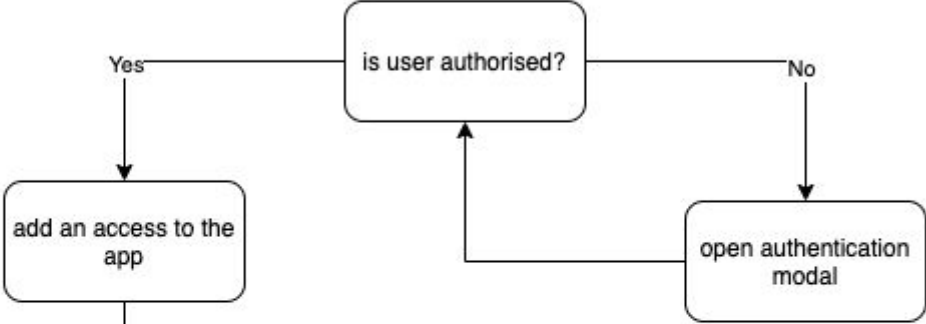 is user authorised?
Yes
No
add an access to the
app
open authentication
modal